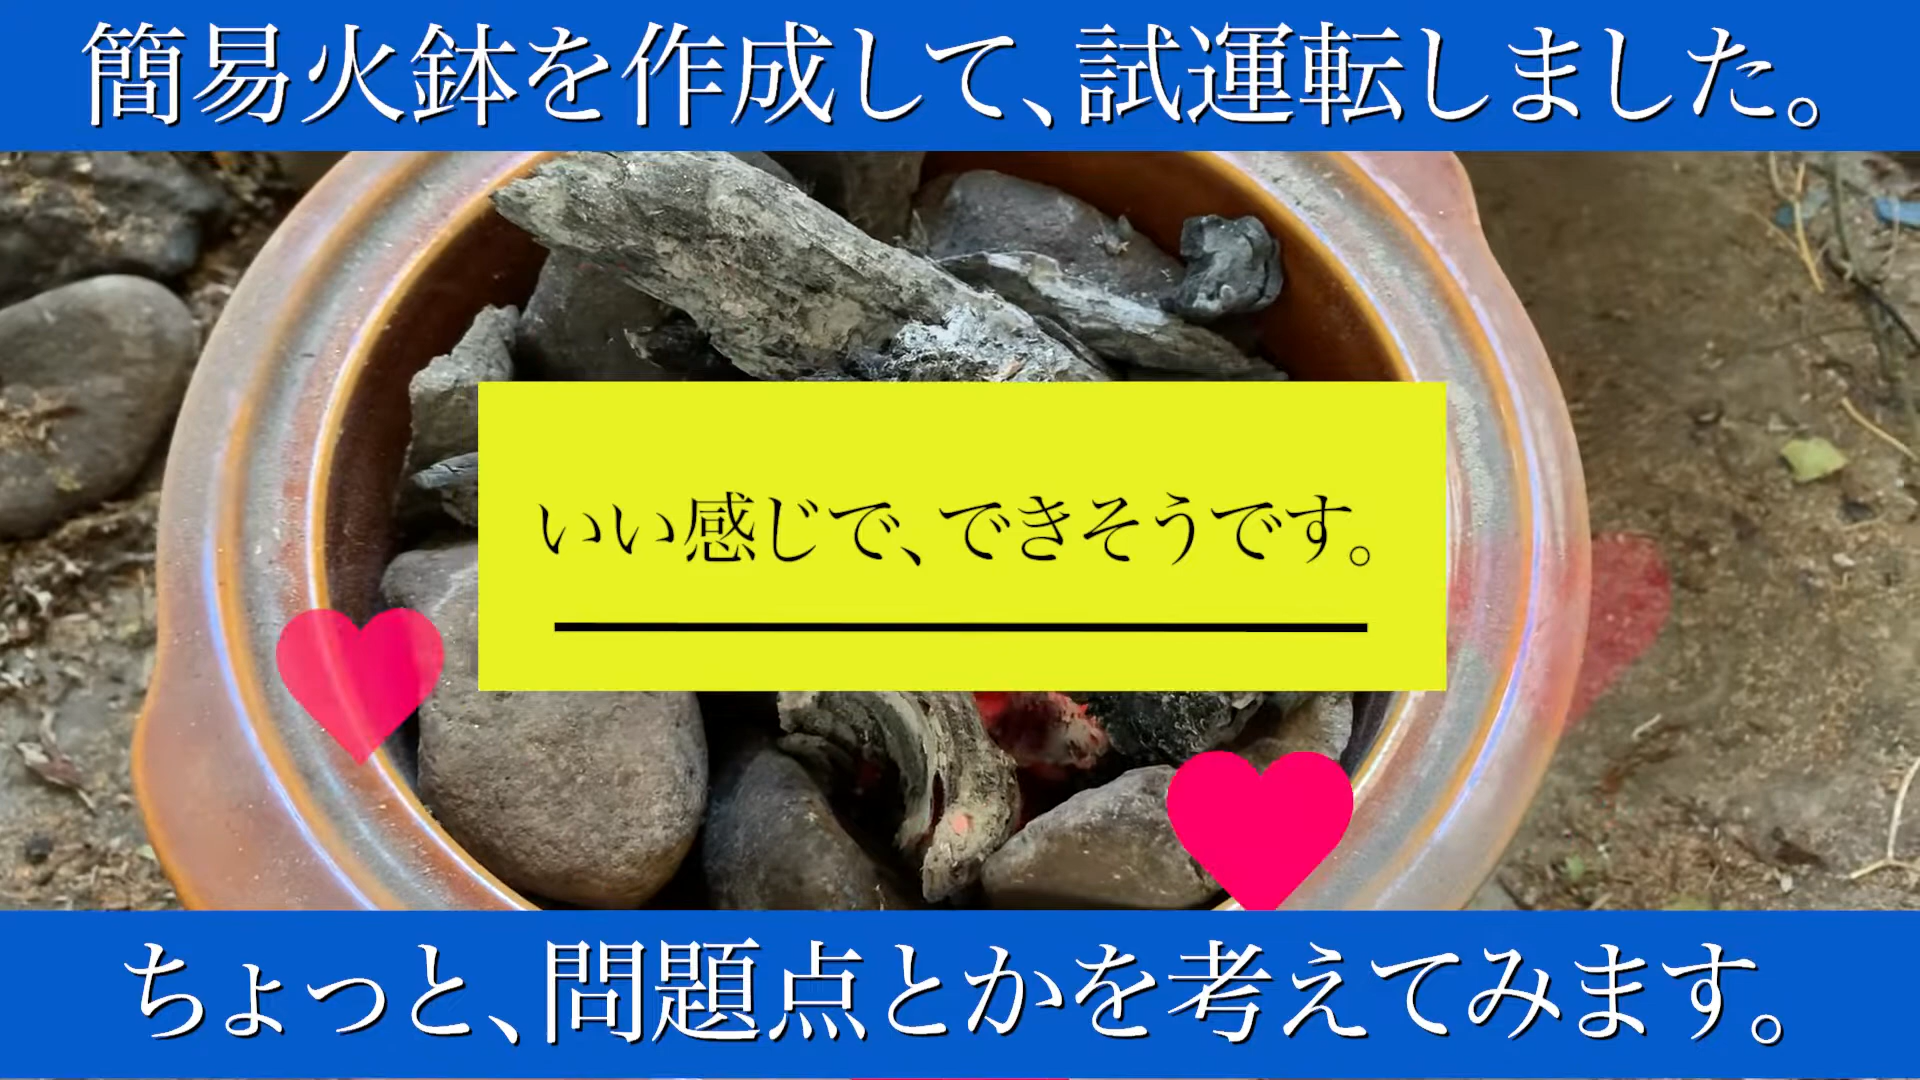 簡易火鉢を作成して、試運転しました。
いい感じで、できそうです。
ちょっと、問題点とかを考えてみます。